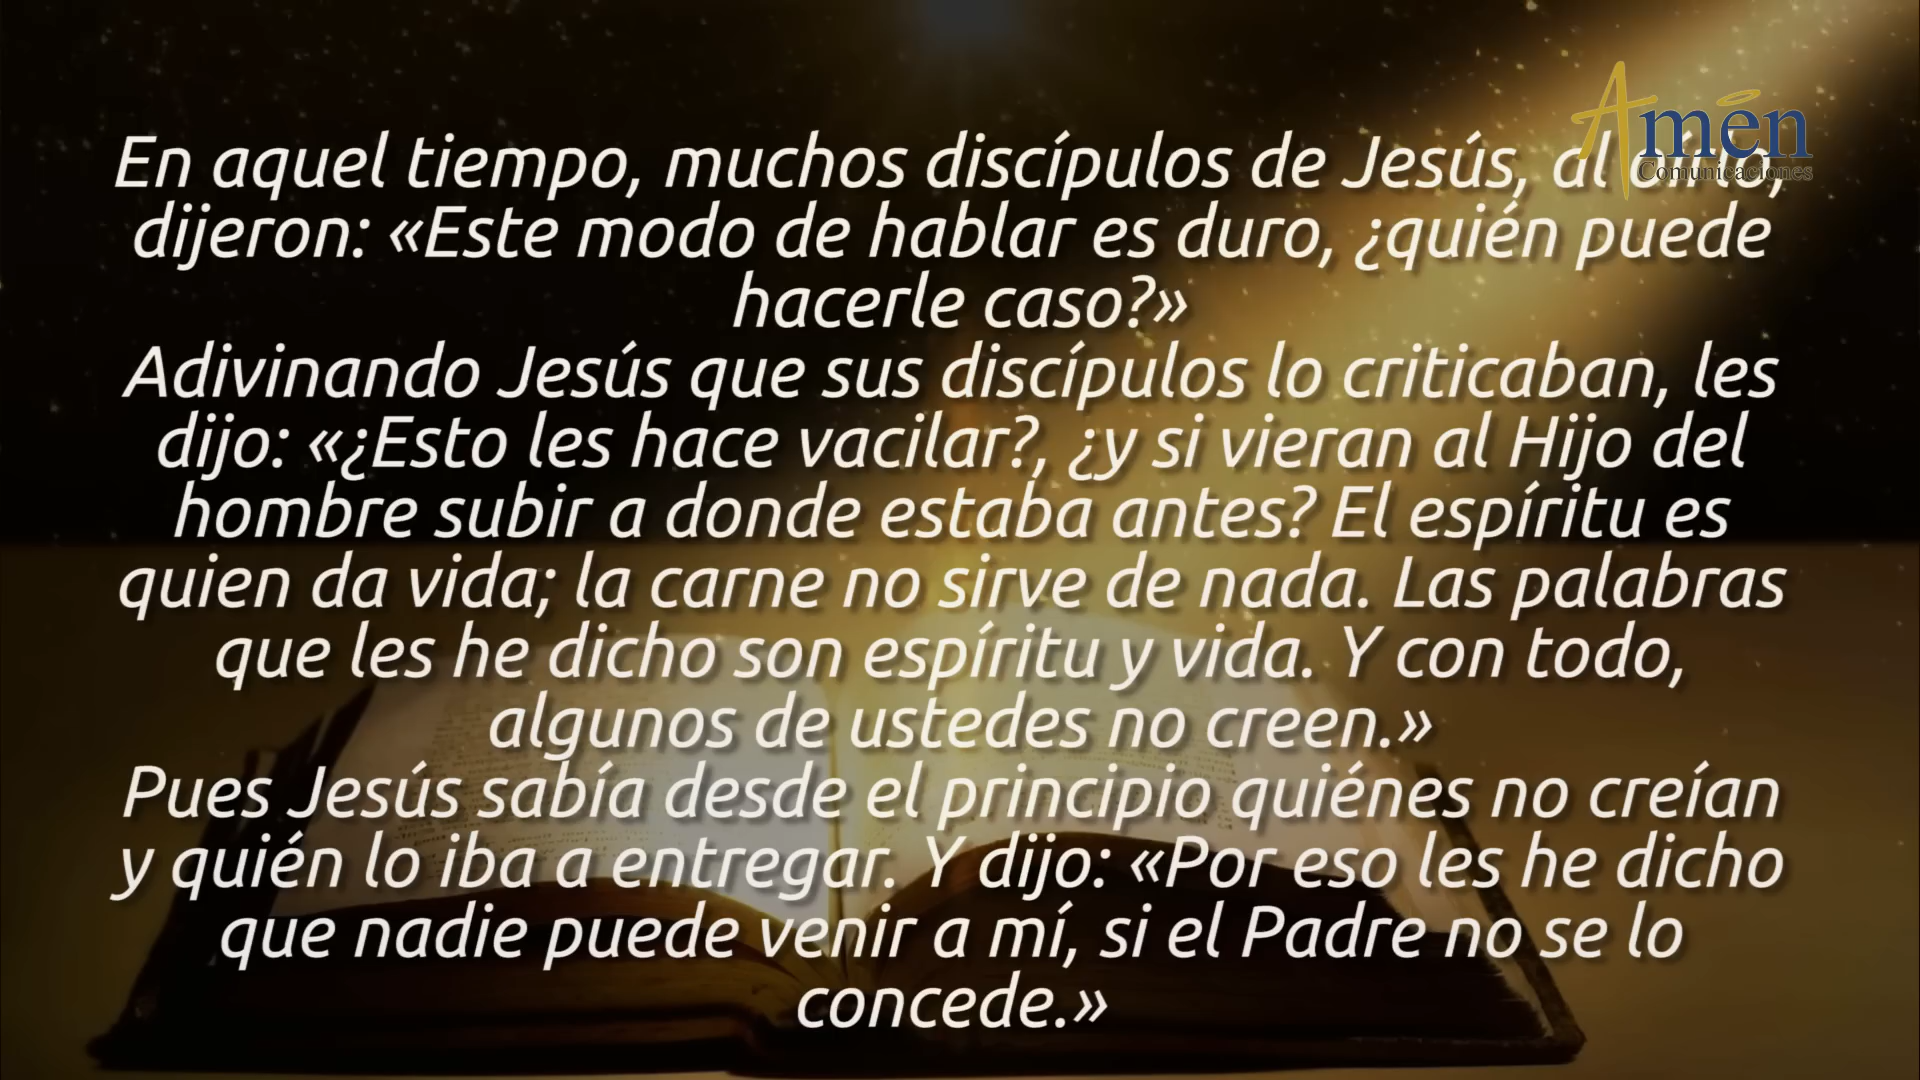 Amén
Comunicaciones
En aquel tiempo, muchos discípulos de Jesús, al oírlo,
dijeron: «Este modo de hablar es duro, ¿quién puede
hacerle caso?»
Adivinando Jesús que sus discípulos lo criticaban, les
dijo: «¿Esto les hace vacilar?, ¿y si vieran al Hijo del
hombre subir a donde estaba antes? El espíritu es
quien da vida; la carne no sirve de nada. Las palabras
que les he dicho son espíritu y vida. Y con todo,
algunos de ustedes no creen.»
Pues Jesús sabía desde el principio quiénes no creían
y quién lo iba a entregar. Y dijo: «Por eso les he dicho
que nadie puede venir a mí, si el Padre no se lo
concede.»